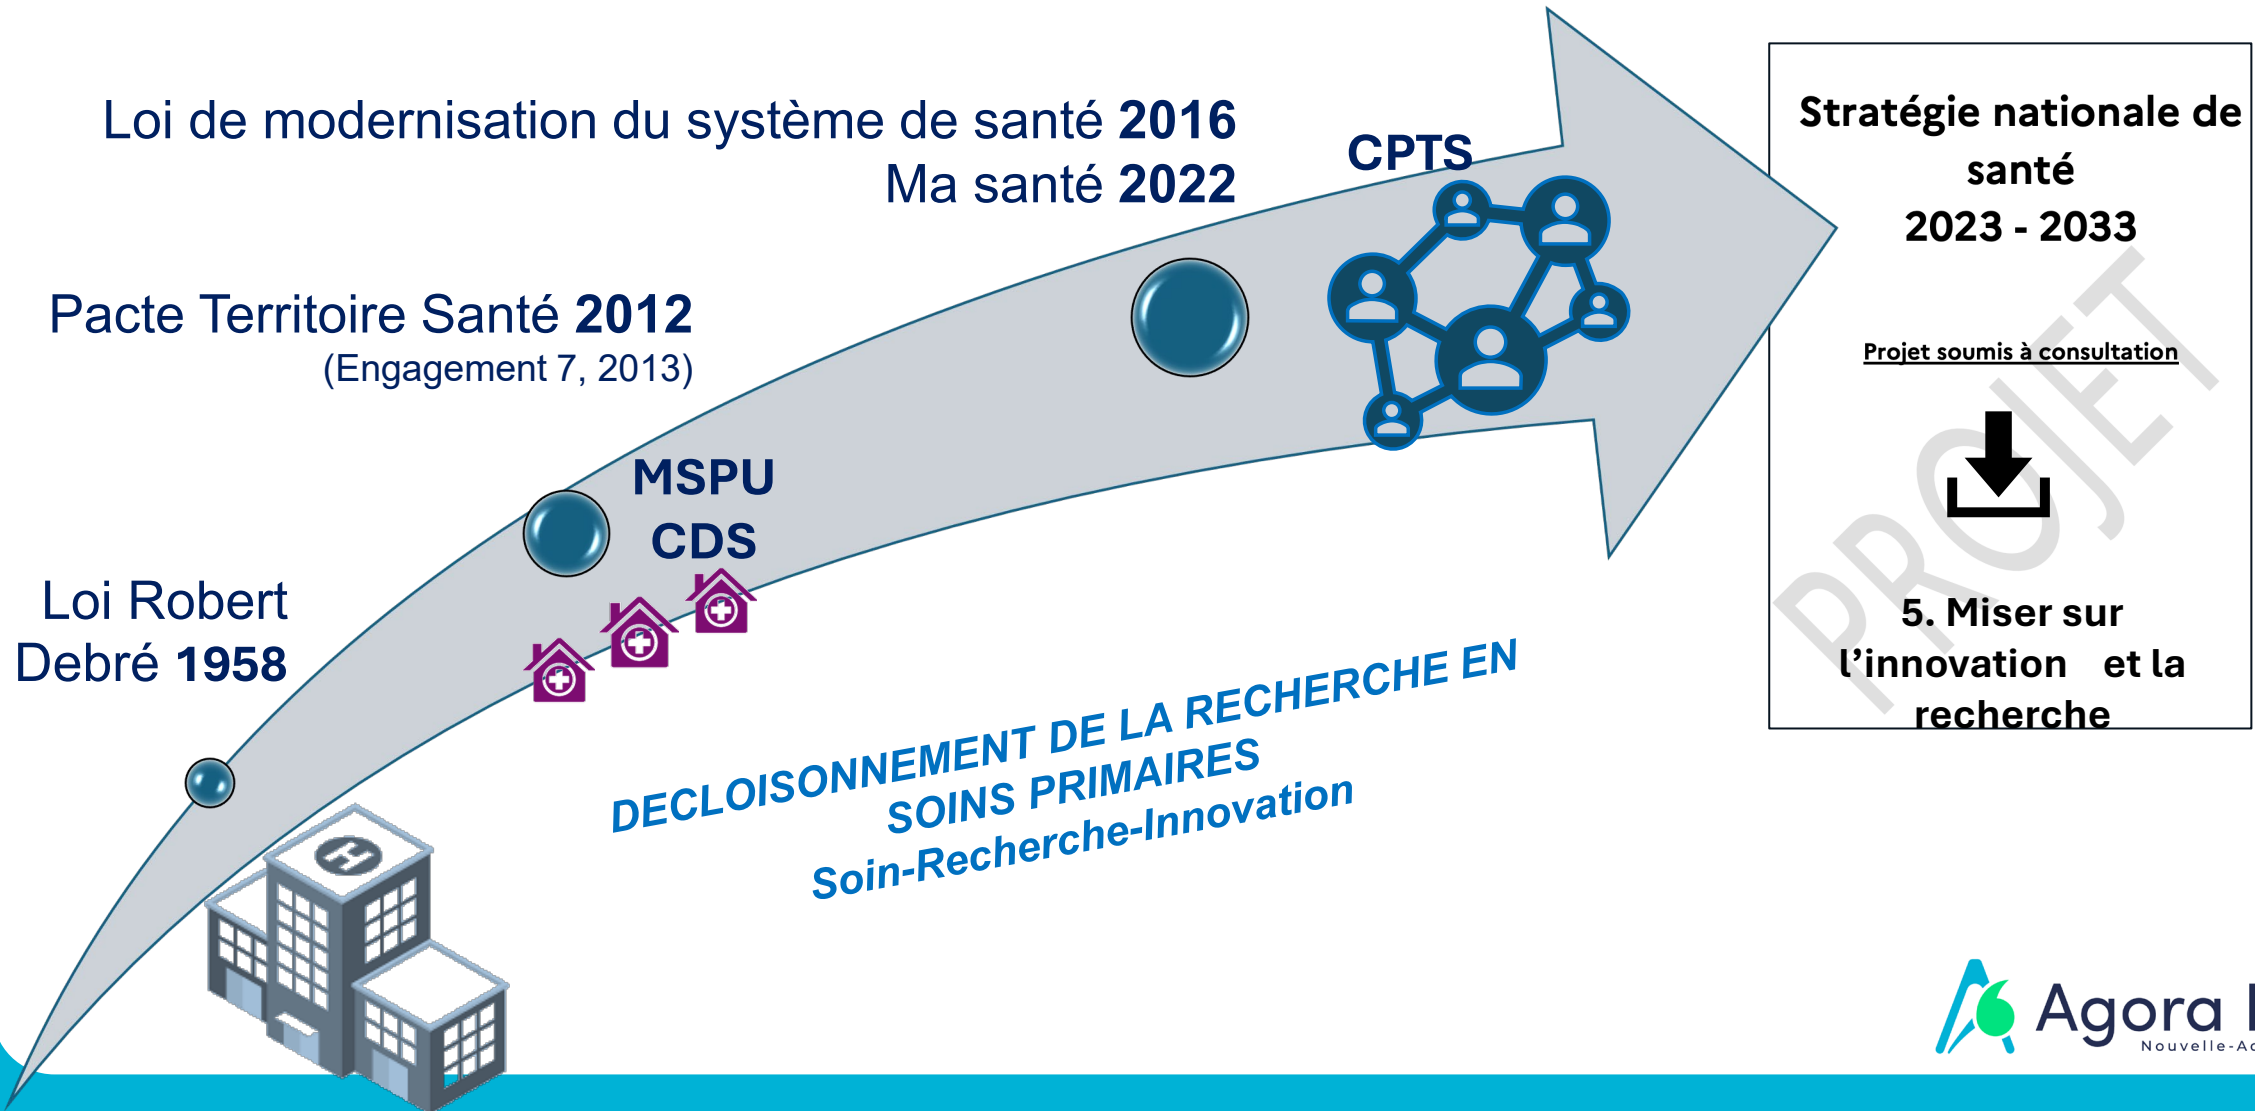 Loi de modernisation du système de santé 2016
Ma santé 2022
CPTS
Pacte Territoire Santé 2012
(Engagement 7, 2013)
MSPU
CDS
Loi Robert
Debré 1958
DECLOISONNEMENT DE LA RECHERCHE EN
SOINS PRIMAIRES
Soin-Recherche-Innovation
Stratégie nationale de
santé
2023 - 2033
Projet soumis à consultation
PROJET
5. Miser sur
l’innovation et la
recherche
H
Agora